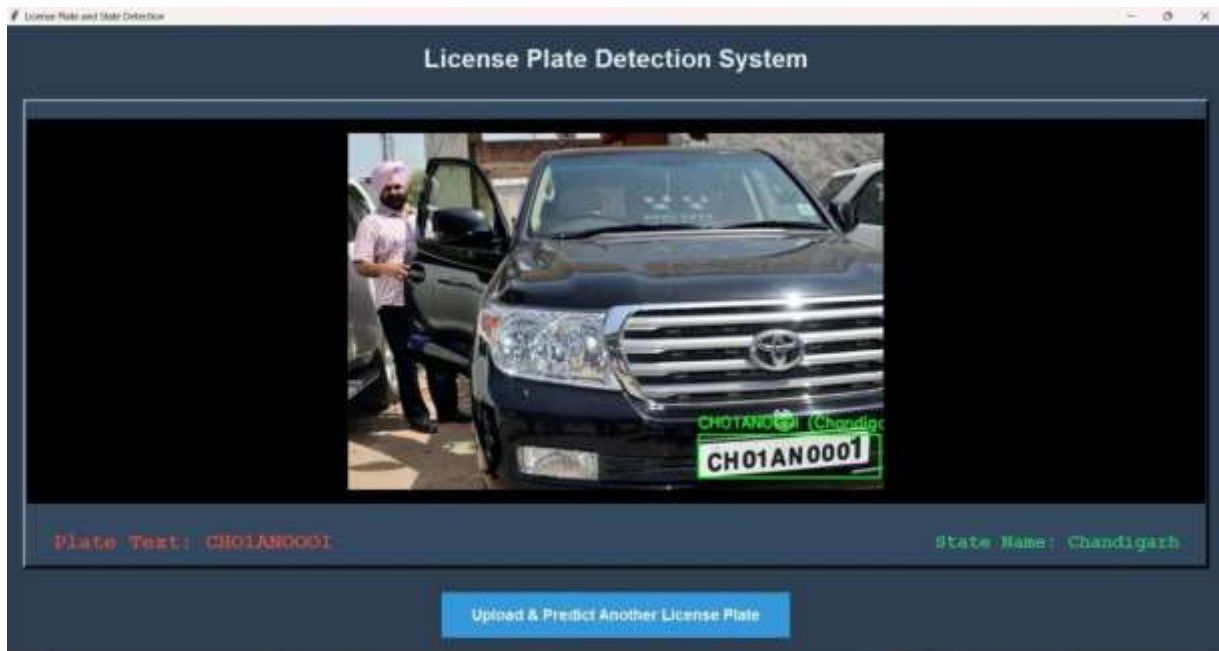 License Plate and State Detection
License Plate Detection System
CH01AN0001
Plate Text: CHO1ANOOOI
State Name: Chandigarh
Upload & Predict Another License Plate